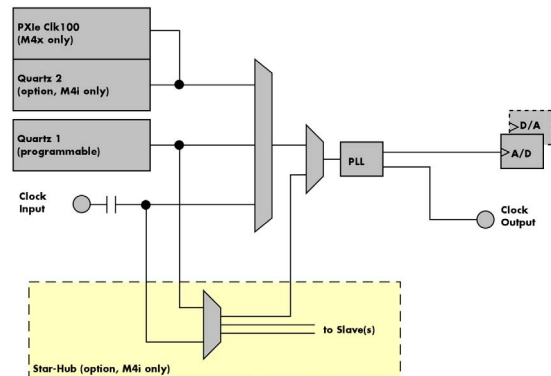 PXIe Clk100
(M4x only)
Quartz 2
(option, M4i only)
Quartz 1
(programmable)
Clock
Input
PLL
D/A
A/D
Clock
Output
to Slave(s)
Star-Hub (option, M4i only)